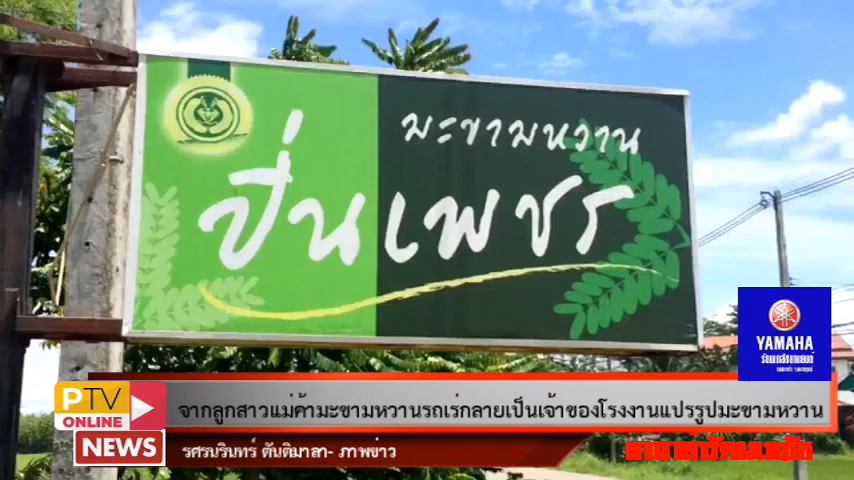 มะขามหวาน
ปิ่นเพชร
YAMAHA
PTV
ONLINE
NEWS
จากลูกสาวแม่ค้ามะขามหวานรถเร่กลายเป็นเจ้าของโรงงานแปรรูปมะขามหวาน
รศรนรินทร์ ตันติมาลา- ภาพข่าว